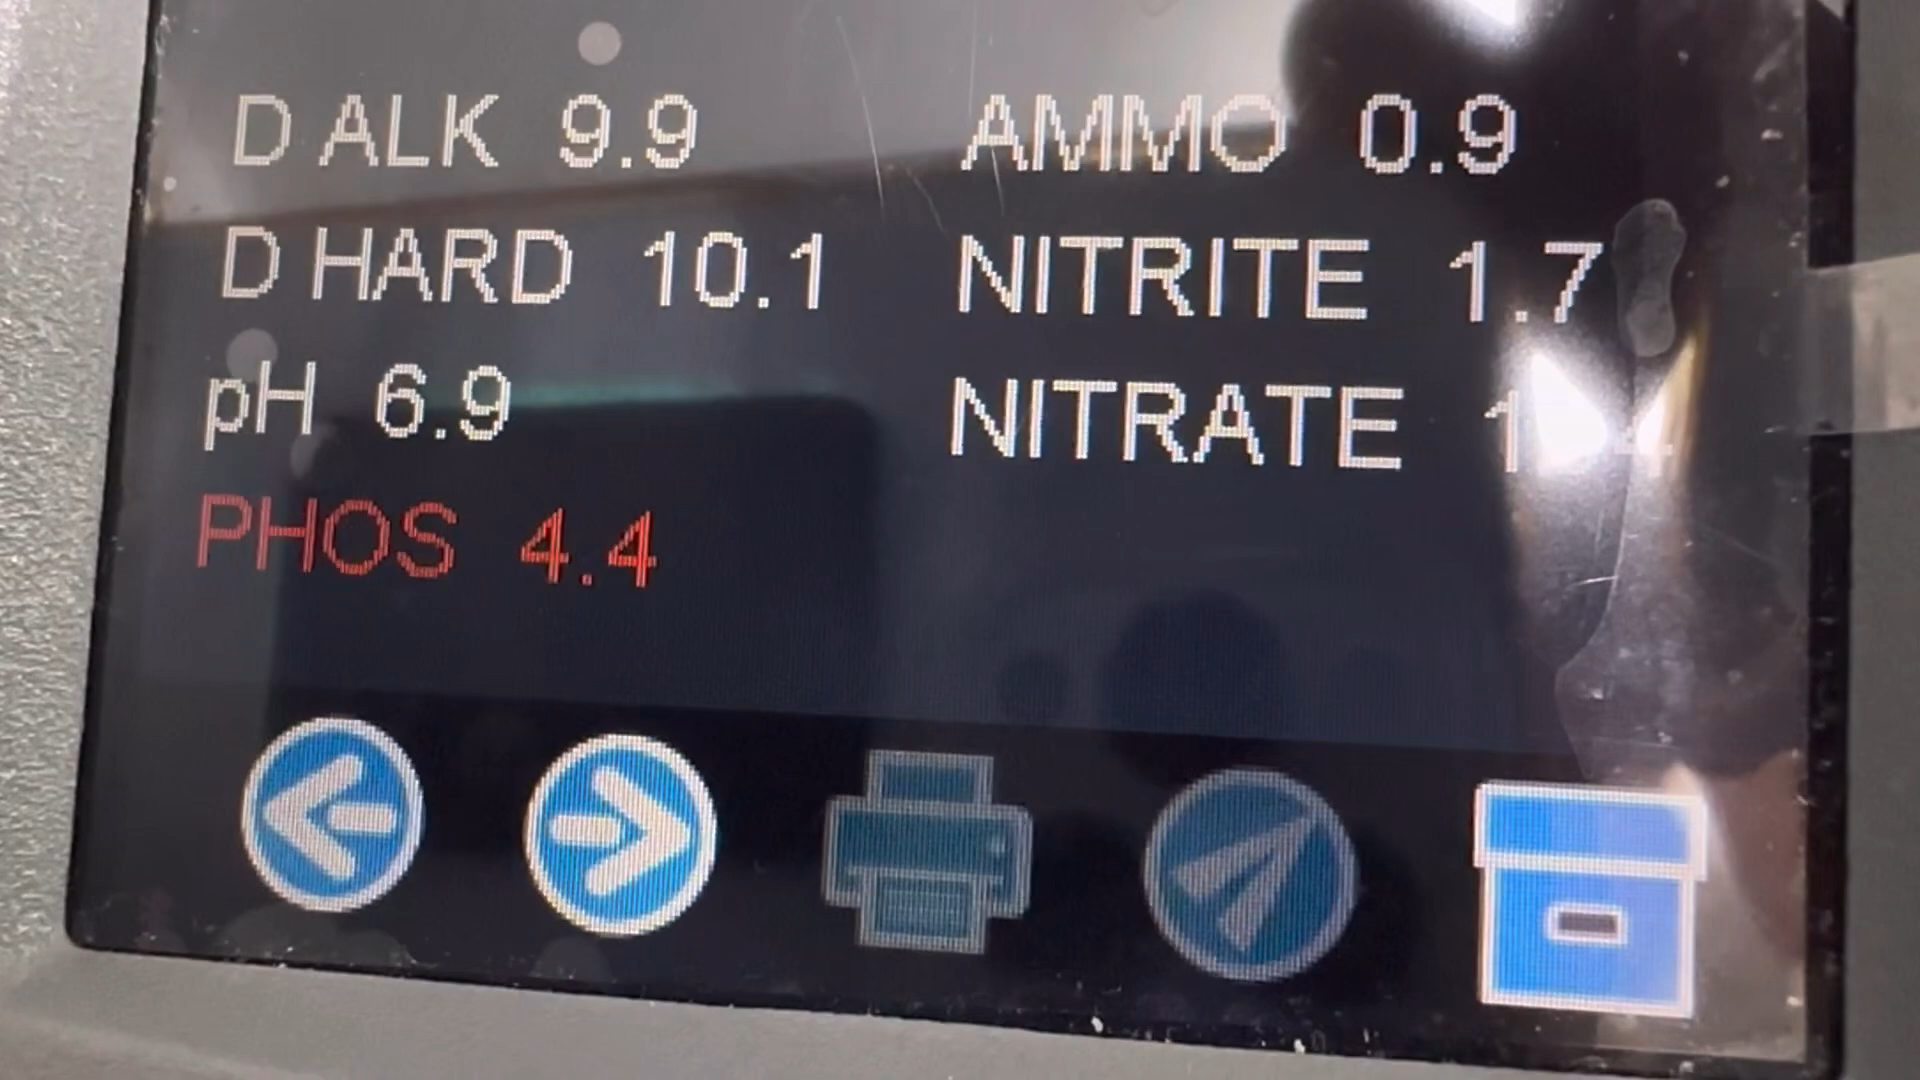 D ALK 9.9 AMMO 0.9
D HARD 10.1 NITRITE 1.7
pH 6.9 NITRATE
PHOS 4.4